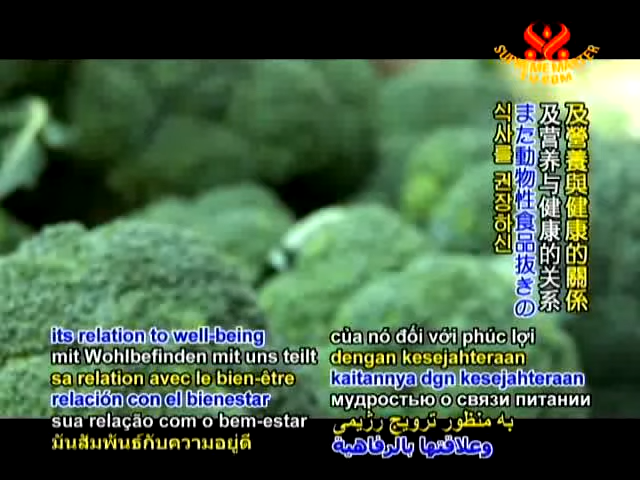 SUPREMEMASTERTV.COM
及營養與健康的關係
及营养与健康的关系
また動物性食品抜きの
식사를 권장하신
its relation to well-being
mit Wohlbefinden mit uns teilt
sa relation avec le bien-être
relación con el bienestar
sua relação com o bem-estar
มันสัมพันธ์กับความอยู่ดี
của nó đối với phúc lợi
dengan kesejahteraan
kaitannya dgn kesejahteraan
мудростью о связи питании
به منظور ترویج رژیمی
وعلاقتها بالرفاهية